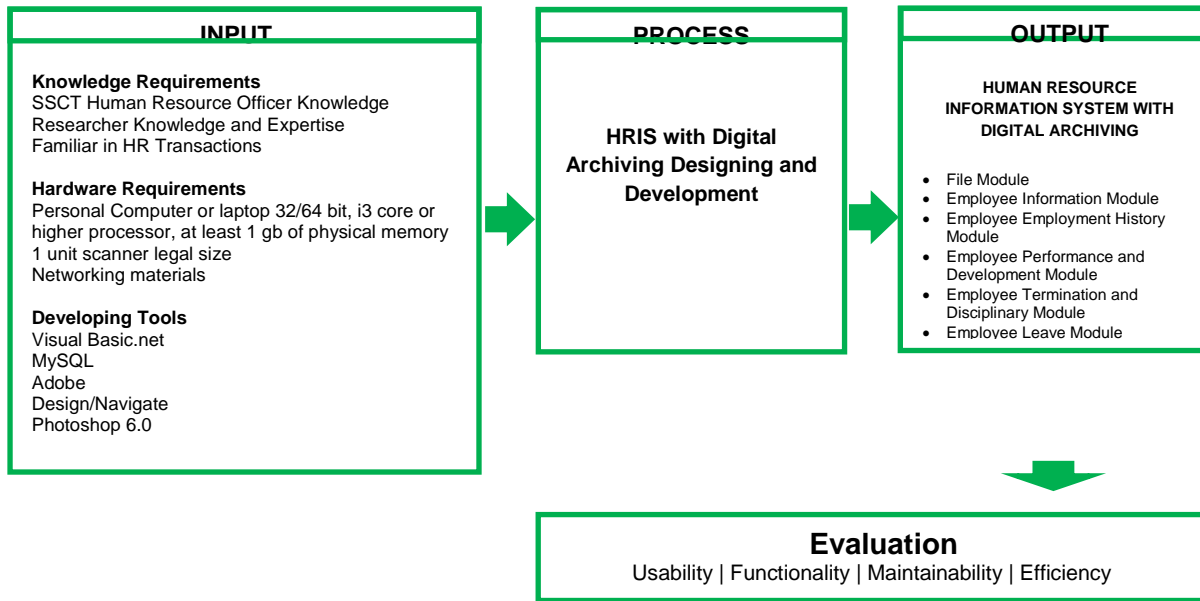 INPUT
Knowledge Requirements
SSCT Human Resource Officer Knowledge
Researcher Knowledge and Expertise
Familiar in HR Transactions
Hardware Requirements
Personal Computer or laptop 32/64 bit, i3 core or
higher processor, at least 1 gb of physical memory
1 unit scanner legal size
Networking materials
Developing Tools
Visual Basic.net
MySQL
Adobe
Design/Navigate
Photoshop 6.0
PROCESS
HRIS with Digital
Archiving Designing and
Development
OUTPUT
HUMAN RESOURCE
INFORMATION SYSTEM WITH
DIGITAL ARCHIVING
• File Module
• Employee Information Module
• Employee Employment History
Module
• Employee Performance and
Development Module
• Employee Termination and
Disciplinary Module
• Employee Leave Module
Evaluation
Usability | Functionality | Maintainability | Efficiency